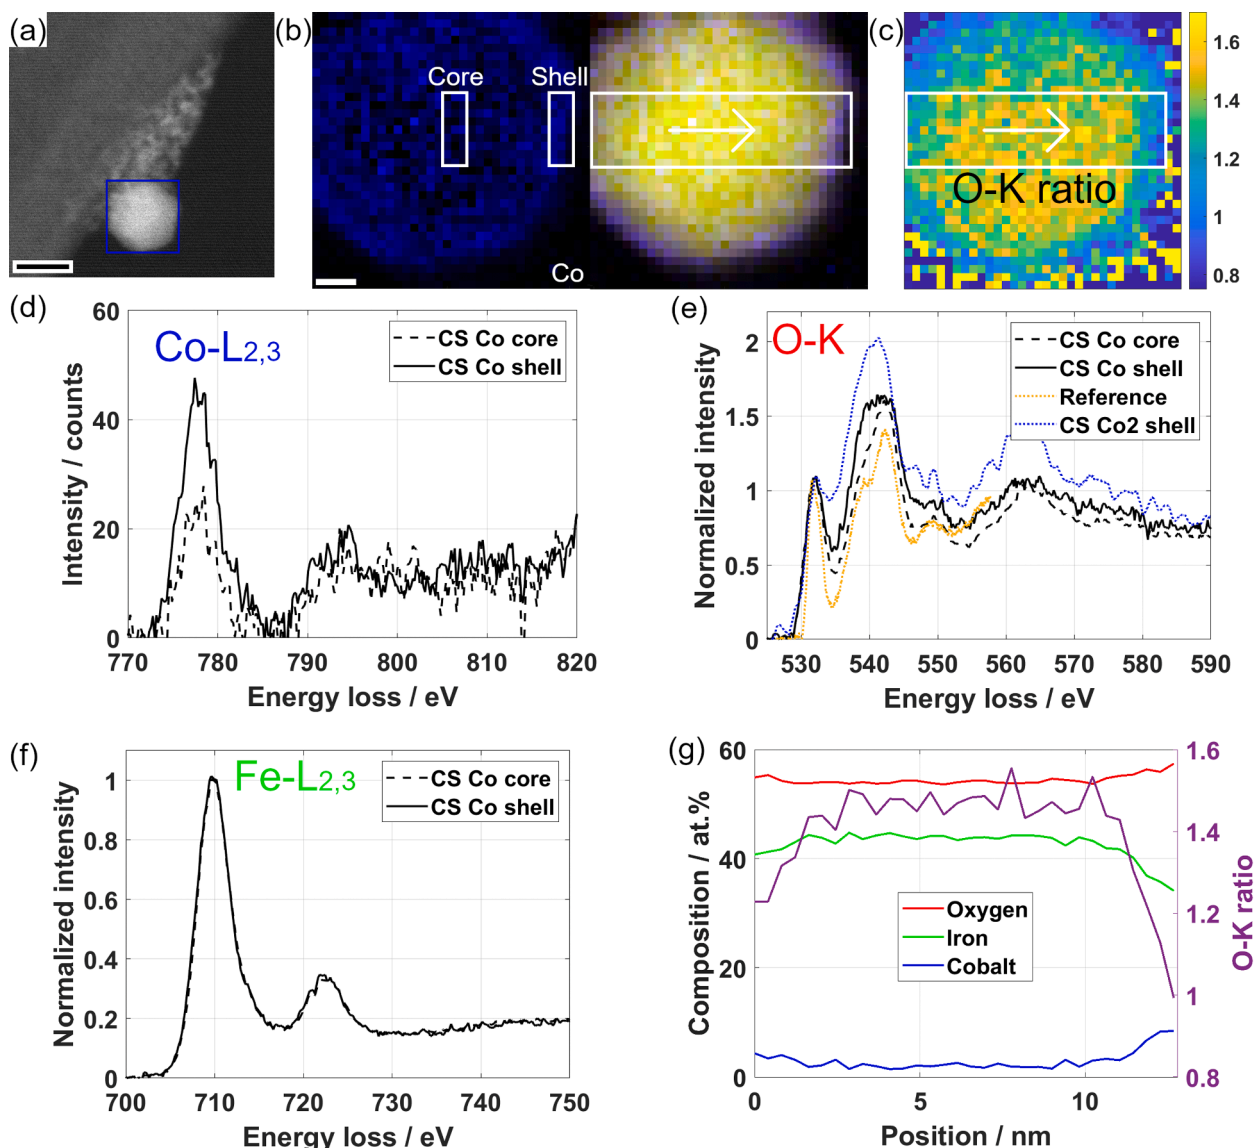 (a)
(b)
Core
Shell
Co
(c)
O-K ratio
1.6
1.4
1.2
1
0.8
(d)
60
40
20
0
Co-L2,3
CS Co core
CS Co shell
770
780
790
800
810
820
Intensity / counts
Energy loss / eV
(e)
O-K
2
1.5
1
0.5
0
CS Co core
CS Co shell
Reference
CS Co2 shell
530
540
550
560
570
580
590
Normalized intensity
Energy loss / eV
(f)
Fe-L2,3
1
0.8
0.6
0.4
0.2
0
CS Co core
CS Co shell
700
710
720
730
740
750
Normalized intensity
Energy loss / eV
(g)
60
40
20
0
Composition / at.%
Oxygen
Iron
Cobalt
1.6
1.4
1.2
1
0.8
O-K ratio
0
5
10
Position / nm